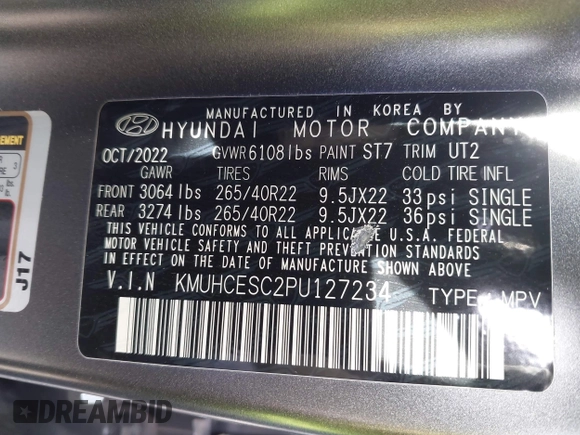 MANUFACTURED IN KOREA BY
HYUNDAI MOTOR COMPANY
OCT/2022 GVWR 6108lbs PAINT ST7 TRIM UT2
GAWR TIRES RIMS COLD TIRE INFL
FRONT 3064 lbs 265/40R22 9.5JX22 33psi SINGLE
REAR 3274 lbs 265/40R22 9.5JX22 36psi SINGLE
THIS VEHICLE CONFORMS TO ALL APPLICABLE U.S.A. FEDERAL
MOTOR VEHICLE SAFETY AND THEFT PREVENTION STANDARDS
IN EFFECT ON THE DATE OF MANUFACTURE SHOWN ABOVE.
V.I.N KMUHCESC2PU127234 TYPE : MPV
J17
DREAMBID